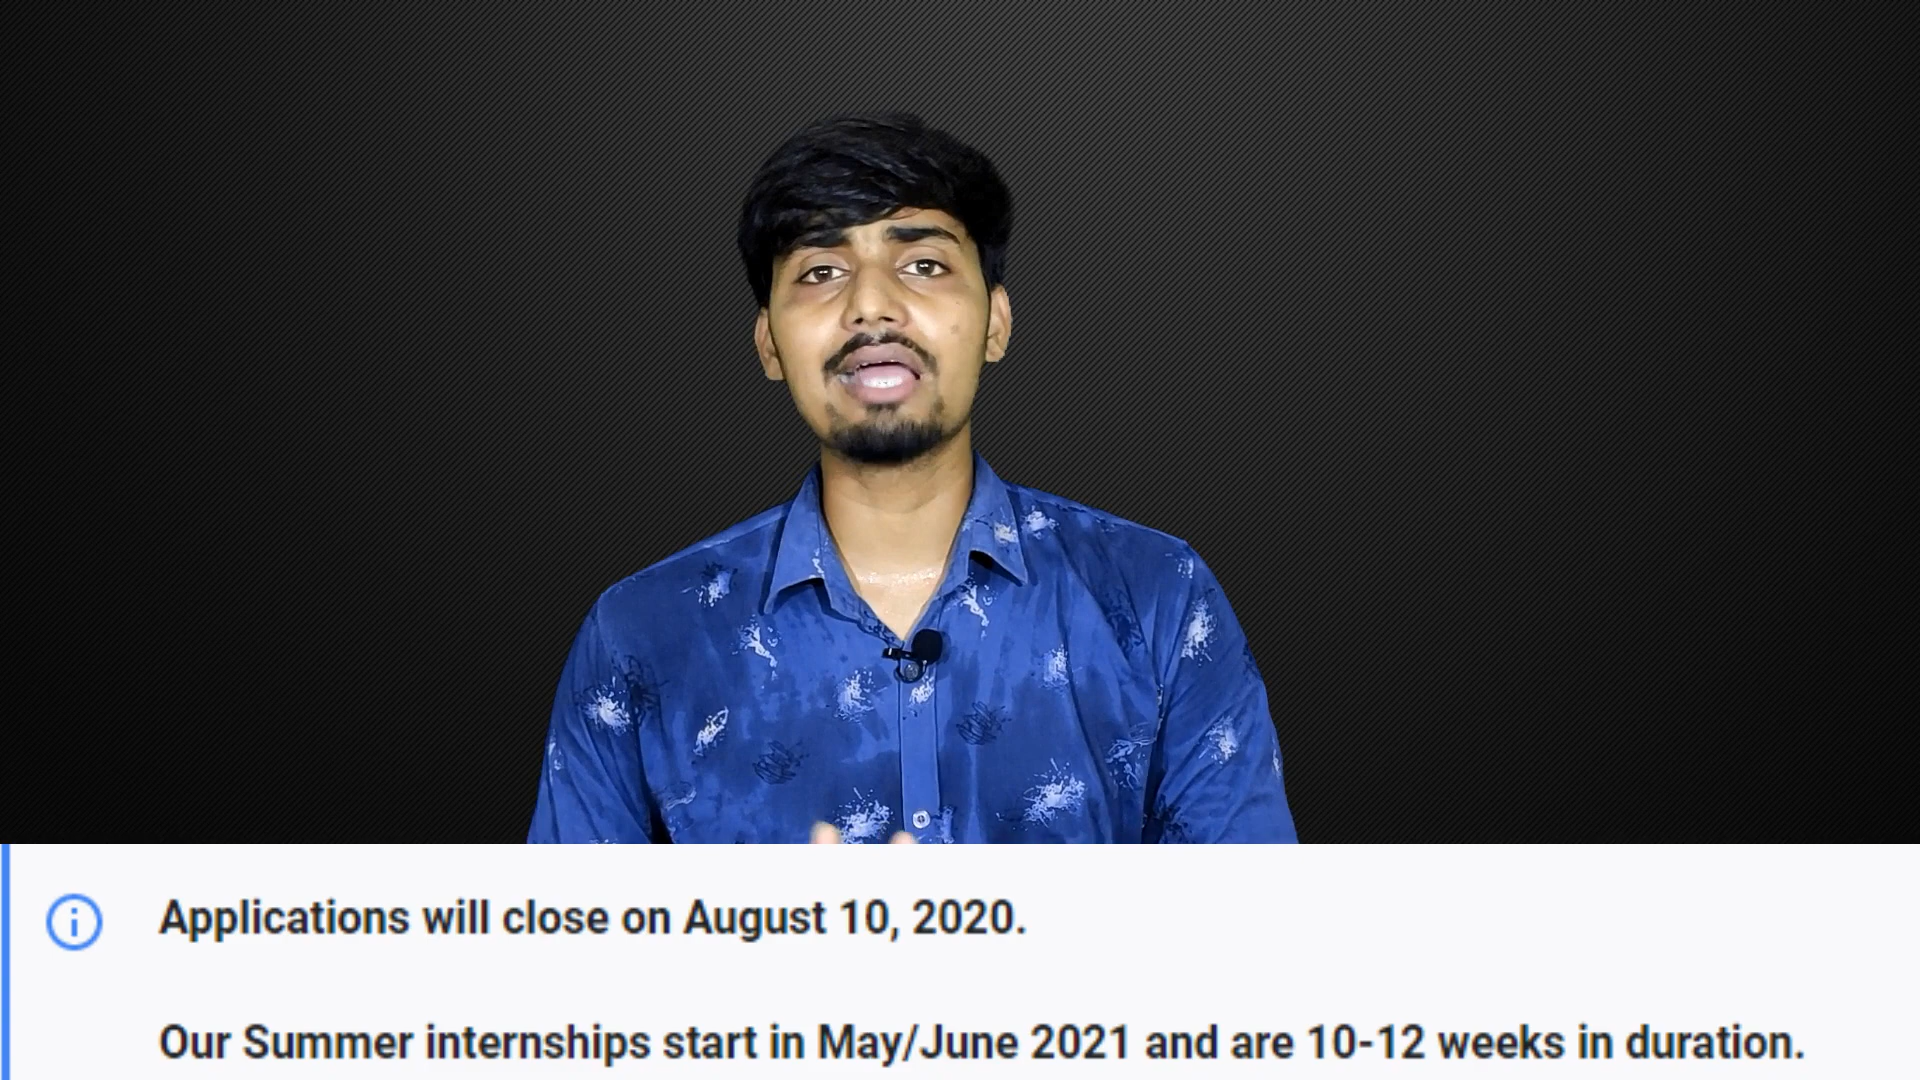 Applications will close on August 10, 2020.
Our Summer internships start in May/June 2021 and are 10-12 weeks in duration.